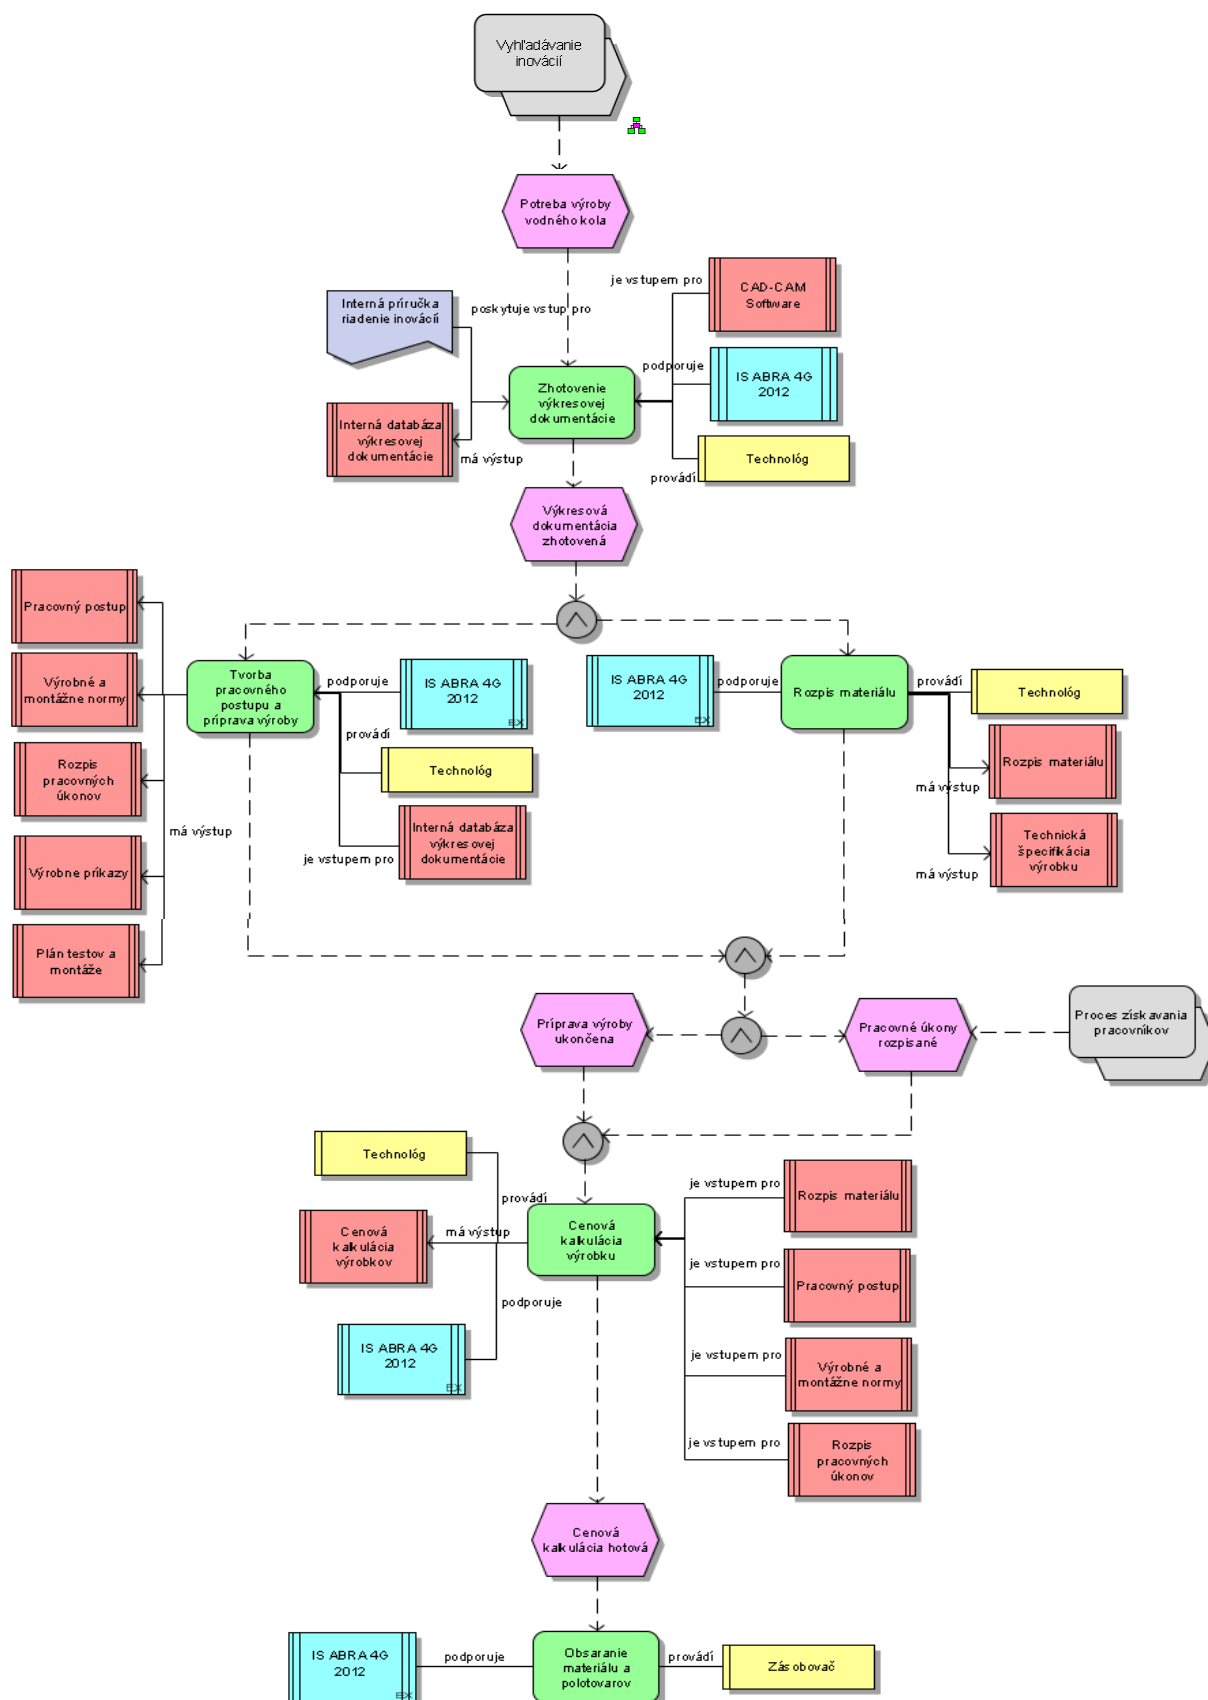 Vyhľadávanie
inovácií
Potreba výroby
vodného kola
je vstupem pro
CAD-CAM
Software
Interná príručka
riadenie inovácií
poskytuje vstup pro
podporuje
IS ABRA 4G
2012
Zhotovenie
výkresovej
dokumentácie
Interná databáza
výkresovej
dokumentácie
má výstup
Technológ
provádí
Výkresová
dokumentácia
zhotovená
Pracovný postup
Výrobné a
montážne normy
Rozpis
pracovných
úkonov
má výstup
Výrobne príkazy
Plán testov a
montáže
Tvorba
pracovného
postupu a
príprava výroby
podporuje
IS ABRA 4G
2012
EX
provádí
Technológ
je vstupem pro
Interná databáza
výkresovej
dokumentácie
IS ABRA 4G
2012
EX
podporuje
Rozpis materiálu
provádí
Technológ
Rozpis materiálu
má výstup
Technická
špecifikácia
výrobku
má výstup
Príprava výroby
ukončena
Pracovné úkony
rozpisané
Proces získavania
pracovníkov
Technológ
provádí
Cenová
kalkulácia
výrobkov
má výstup
Cenová
kalkulácia
výrobku
podporuje
IS ABRA 4G
2012
EX
je vstupem pro
Rozpis materiálu
je vstupem pro
Pracovný postup
je vstupem pro
Výrobné a
montážne normy
je vstupem pro
Rozpis
pracovných
úkonov
Cenová
kalkulácia hotová
IS ABRA 4G
2012
EX
podporuje
Obsaranie
materiálu a
polotovarov
provádí
Zásobovač